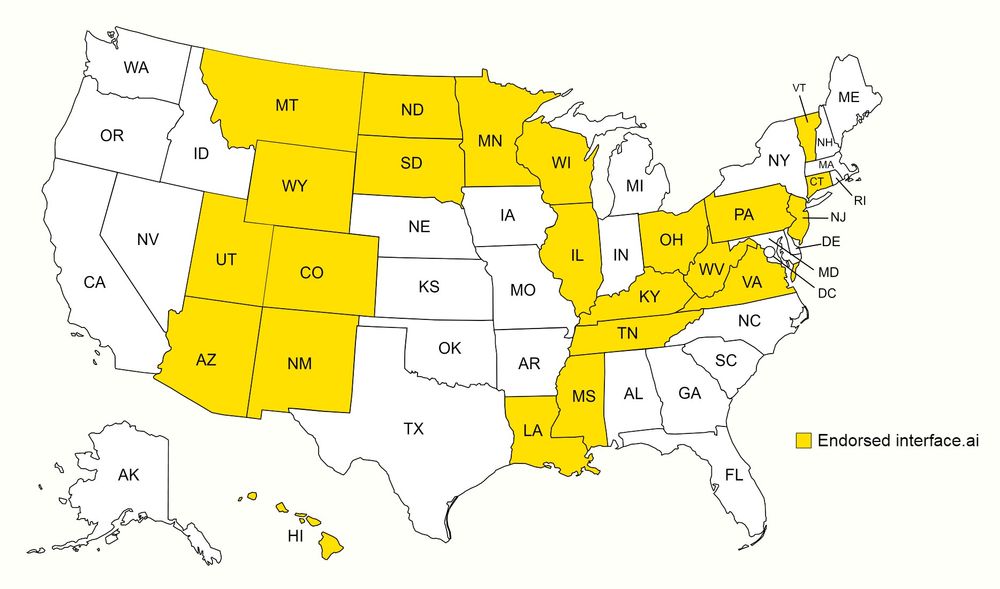 WA
OR
CA
NV
ID
MT
WY
UT
CO
AZ
NM
ND
SD
NE
KS
OK
TX
MN
IA
MO
AR
LA
WI
IL
MI
IN
OH
KY
TN
MS
AL
GA
FL
SC
NC
VA
WV
PA
NY
VT
NH
ME
MA
CT
RI
NJ
DE
MD
DC
AK
HI
Endorsed interface.ai